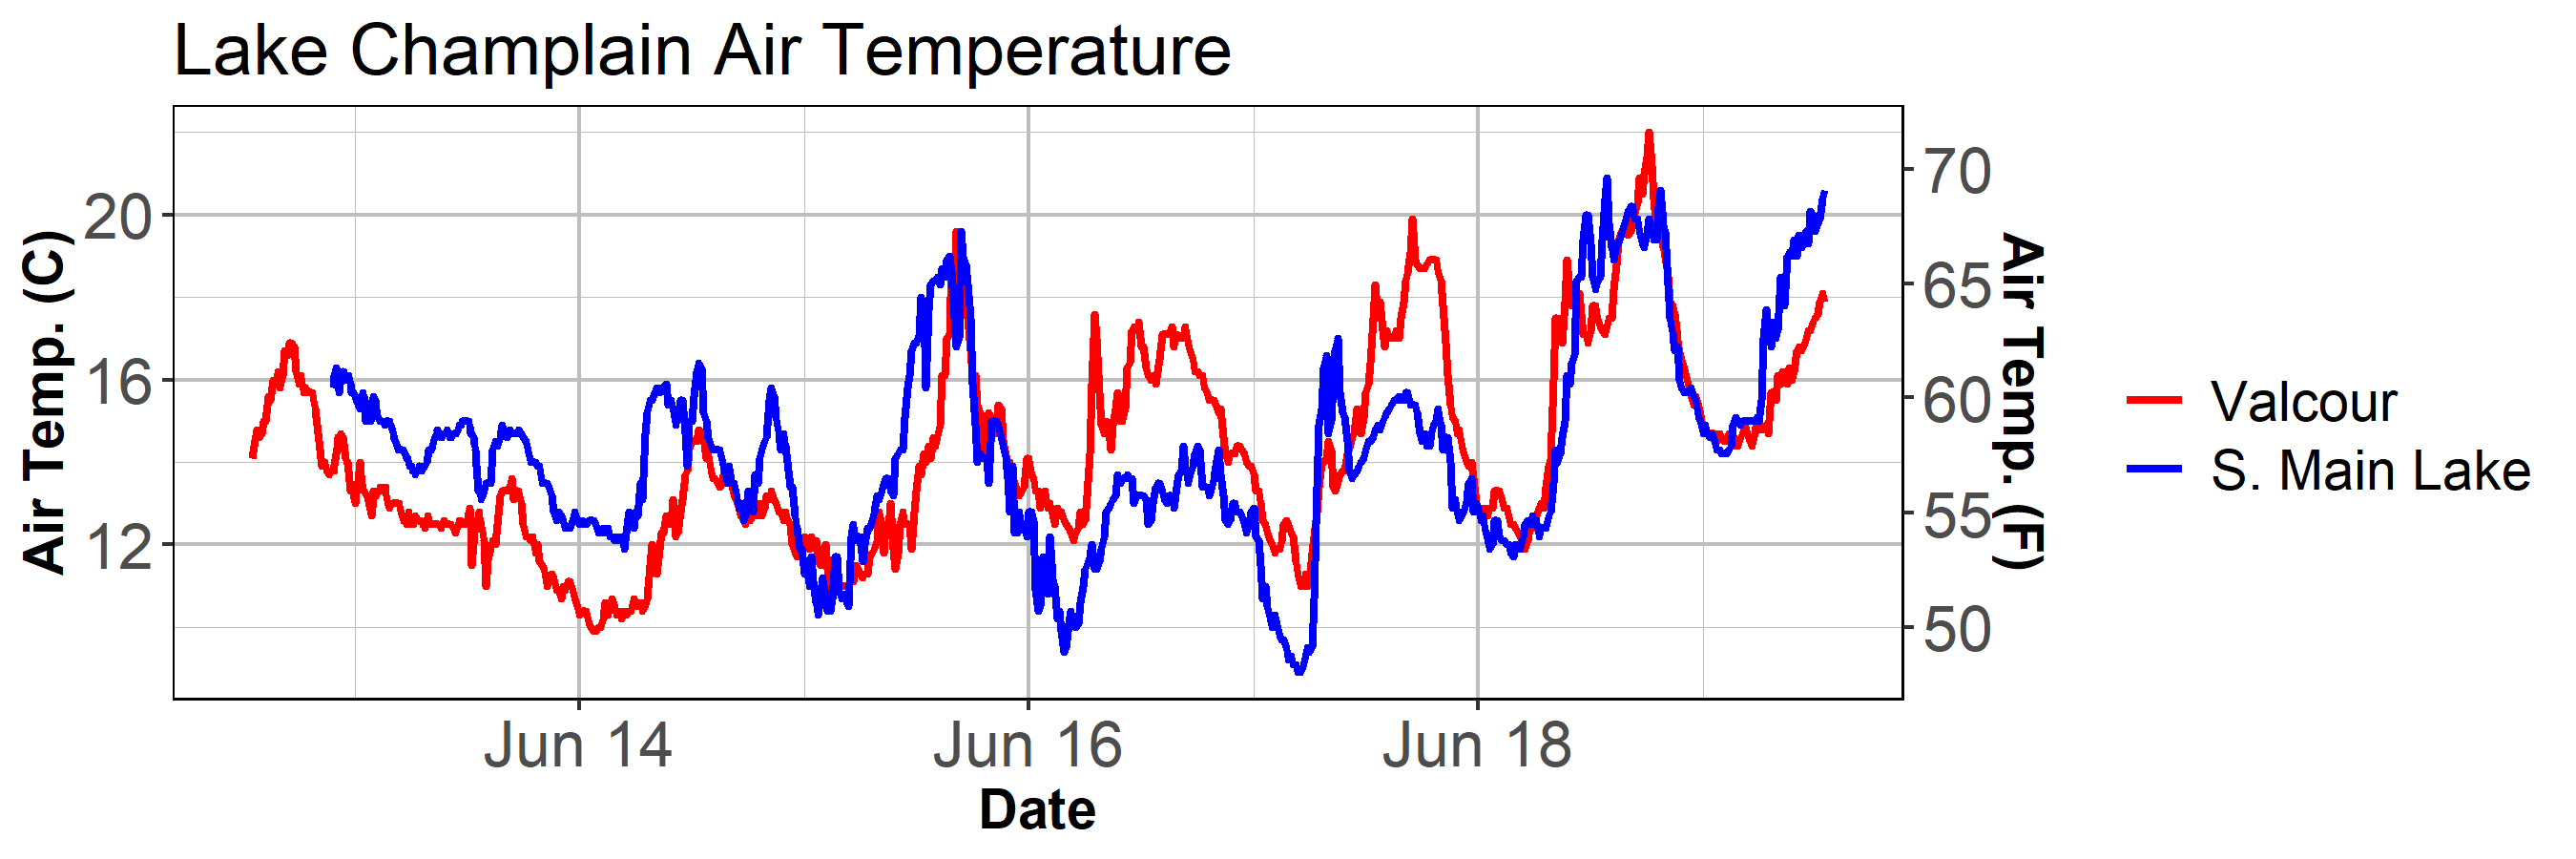 Lake Champlain Air Temperature
Air Temp. (C)
20
16
12
70
65
60
55
50
Air Temp. (F)
Jun 14
Jun 16
Jun 18
Date
Valcour
S. Main Lake